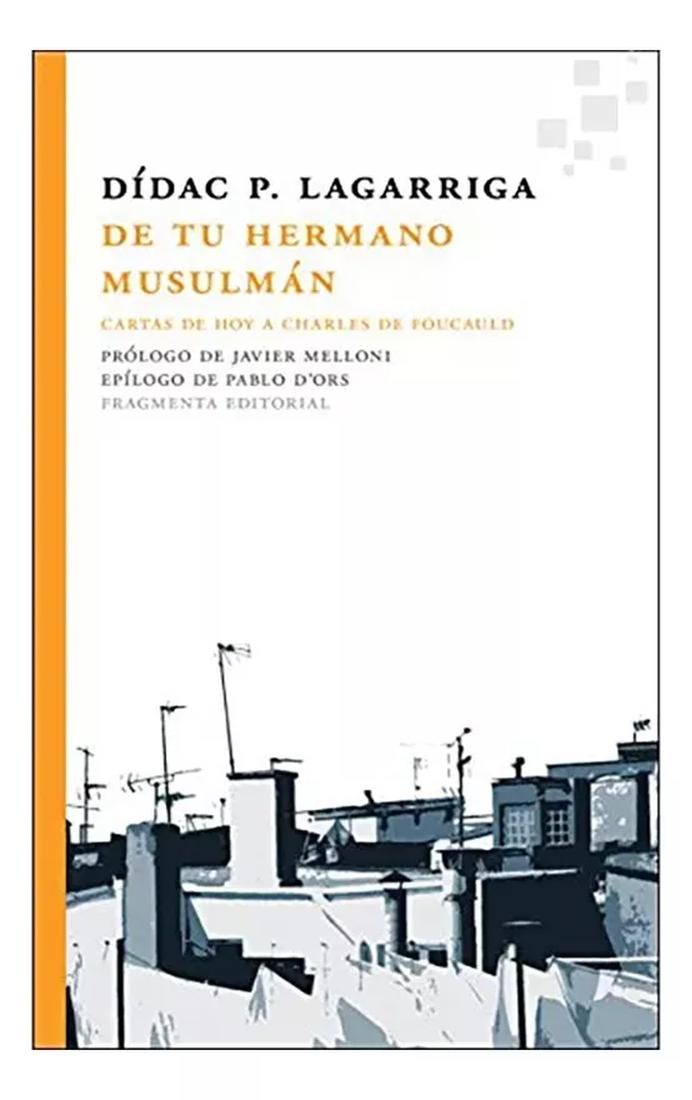 DÍDAC P. LAGARRIGA
DE TU HERMANO
MUSULMÁN
CARTAS DE HOY A CHARLES DE FOUCAULD
PRÓLOGO DE JAVIER MELLONI
EPÍLOGO DE PABLO D'ORS
FRAGMENTA EDITORIAL